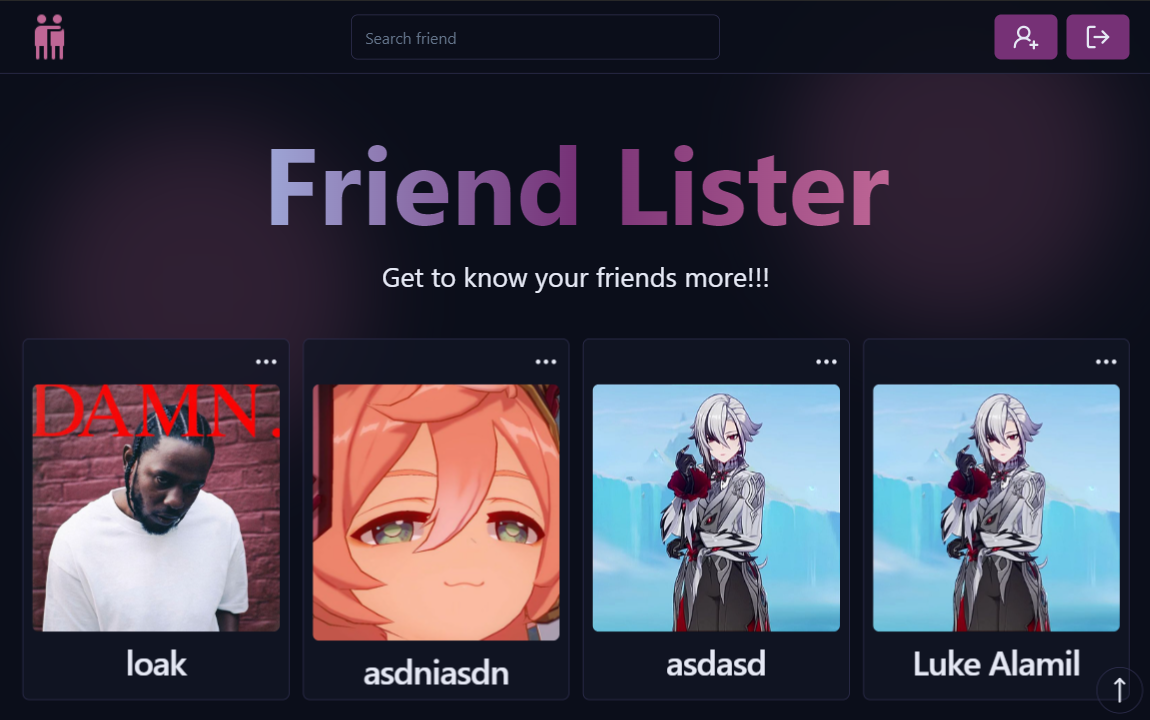 Search friend
Friend Lister
Get to know your friends more!!!
DAMN.
loak
asdniasdn
asdasd
Luke Alamil